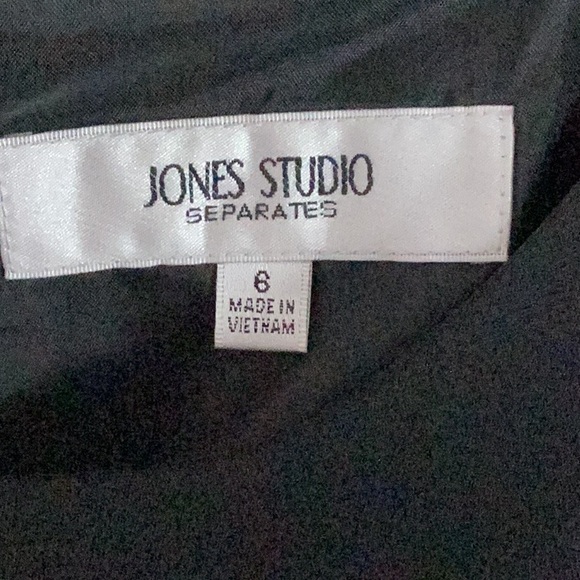 JONES STUDIO
SEPARATES
6
MADE IN
VIETNAM